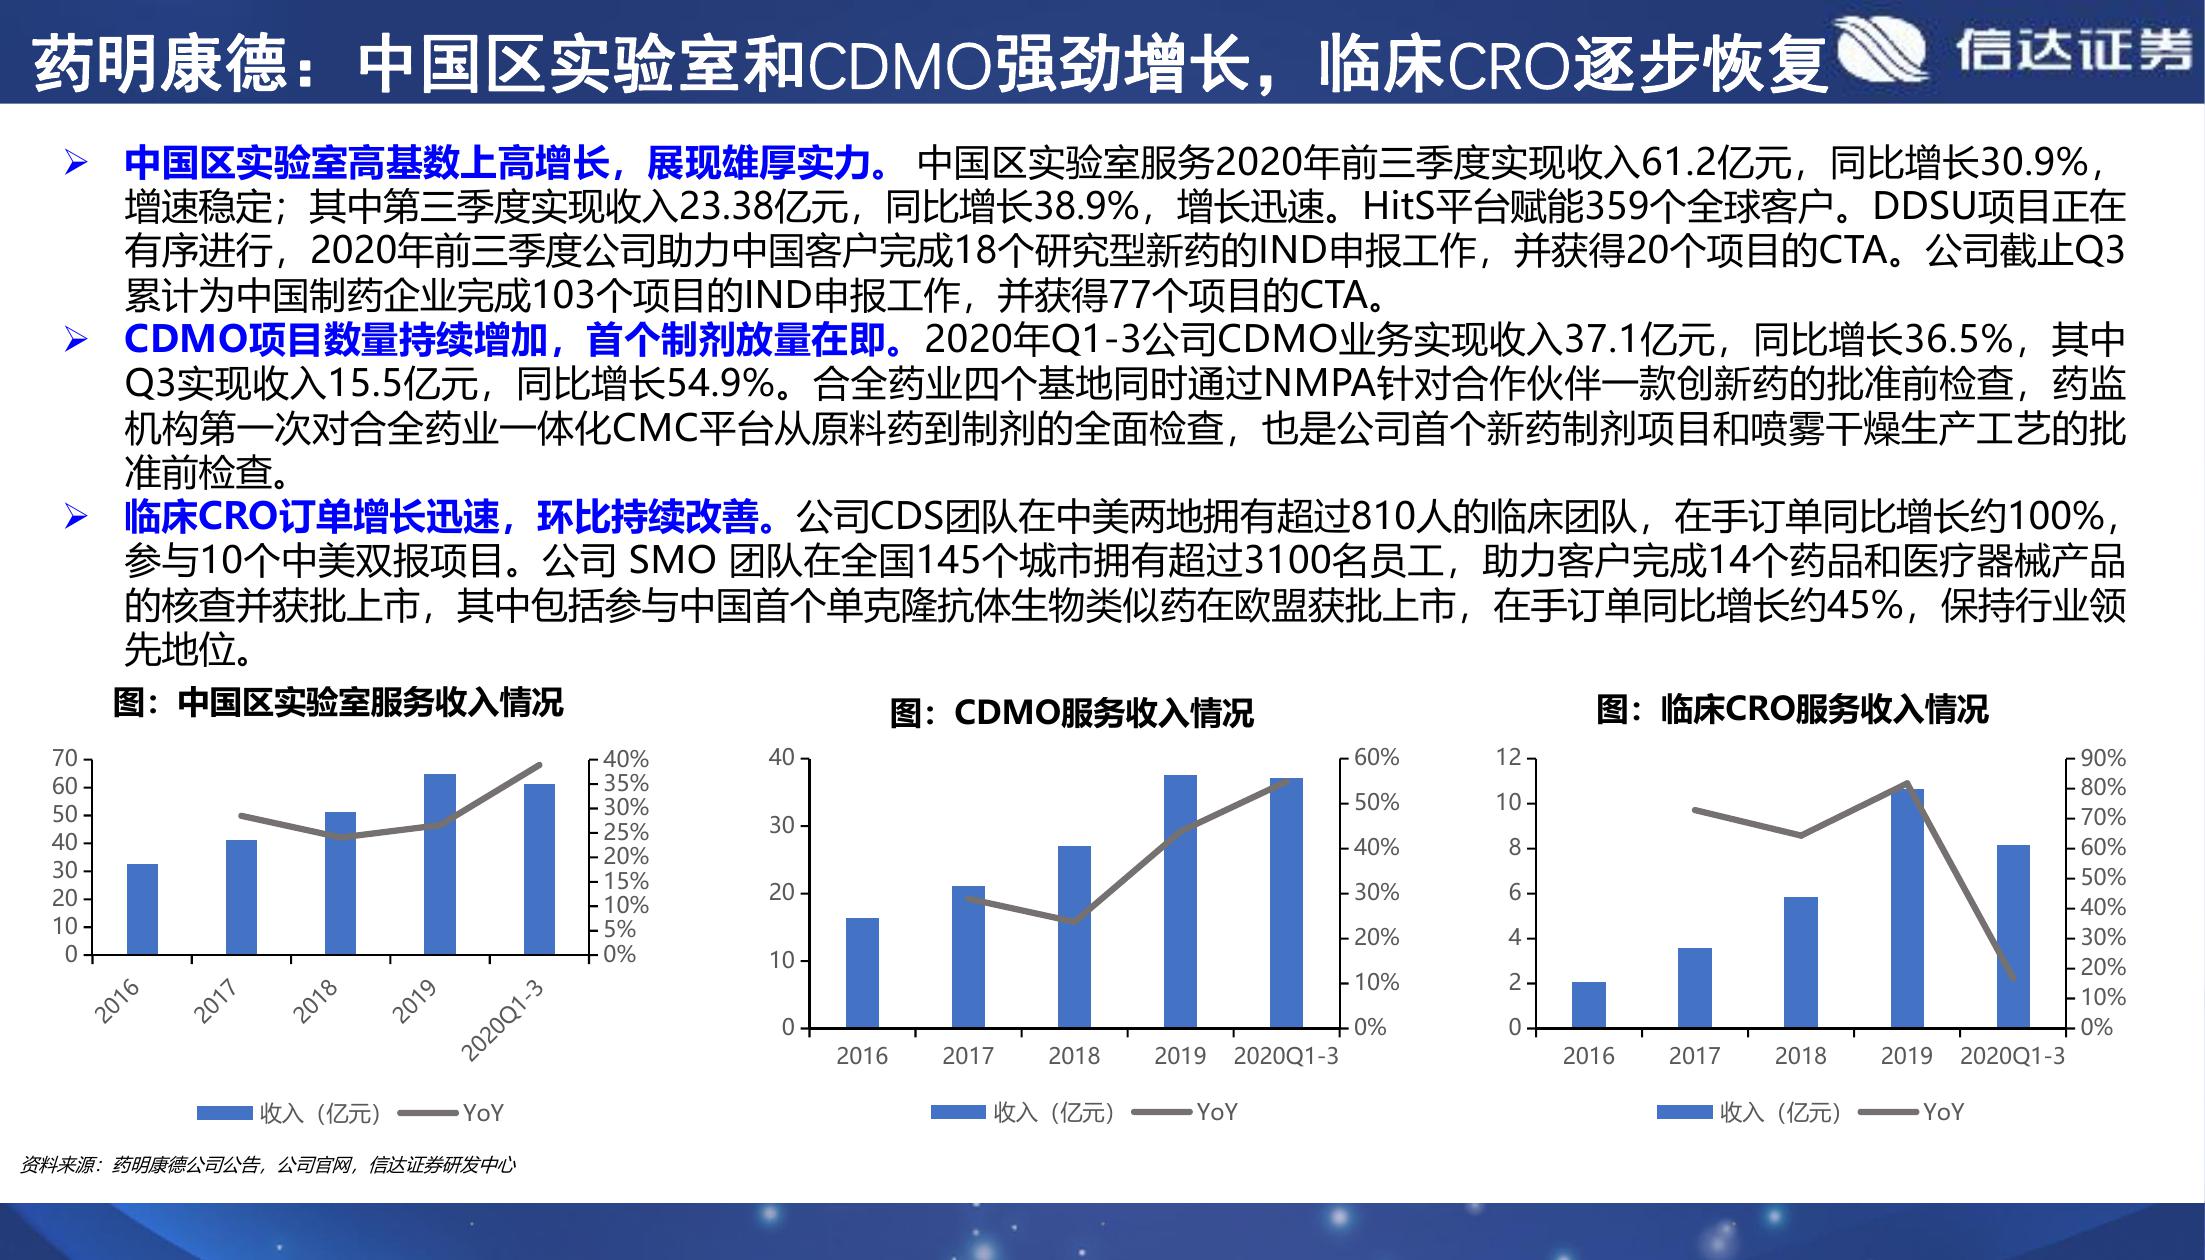 药明康德：中国区实验室和CDMO强劲增长，临床CRO逐步恢复
信达证券
中国区实验室高基数上高增长，展现雄厚实力。 中国区实验室服务2020年前三季度实现收入61.2亿元，同比增长30.9%，
增速稳定；其中第三季度实现收入23.38亿元，同比增长38.9%，增长迅速。HitS平台赋能359个全球客户。DDSU项目正在
有序进行，2020年前三季度公司助力中国客户完成18个研究型新药的IND申报工作，并获得20个项目的CTA。公司截止Q3
累计为中国制药企业完成103个项目的IND申报工作，并获得77个项目的CTA。
CDMO项目数量持续增加，首个制剂放量在即。2020年Q1-3公司CDMO业务实现收入37.1亿元，同比增长36.5%，其中
Q3实现收入15.5亿元，同比增长54.9%。合全药业四个基地同时通过NMPA针对合作伙伴一款创新药的批准前检查，药监
机构第一次对合全药业一体化CMC平台从原料药到制剂的全面检查，也是公司首个新药制剂项目和喷雾干燥生产工艺的批
准前检查。
临床CRO订单增长迅速，环比持续改善。公司CDS团队在中美两地拥有超过810人的临床团队，在手订单同比增长约100%，
参与10个中美双报项目。公司 SMO 团队在全国145个城市拥有超过3100名员工，助力客户完成14个药品和医疗器械产品
的核查并获批上市，其中包括参与中国首个单克隆抗体生物类似药在欧盟获批上市，在手订单同比增长约45%，保持行业领
先地位。
图：中国区实验室服务收入情况
70
60
50
40
30
20
10
0
40%
35%
30%
25%
20%
15%
10%
5%
0%
2016
2017
2018
2019
2020Q1-3
收入（亿元） YoY
图：CDMO服务收入情况
40
30
20
10
0
60%
50%
40%
30%
20%
10%
0%
2016 2017 2018 2019 2020Q1-3
收入（亿元） YoY
图：临床CRO服务收入情况
12
10
8
6
4
2
0
90%
80%
70%
60%
50%
40%
30%
20%
10%
0%
2016 2017 2018 2019 2020Q1-3
收入（亿元） YoY
资料来源：药明康德公司公告，公司官网，信达证券研发中心